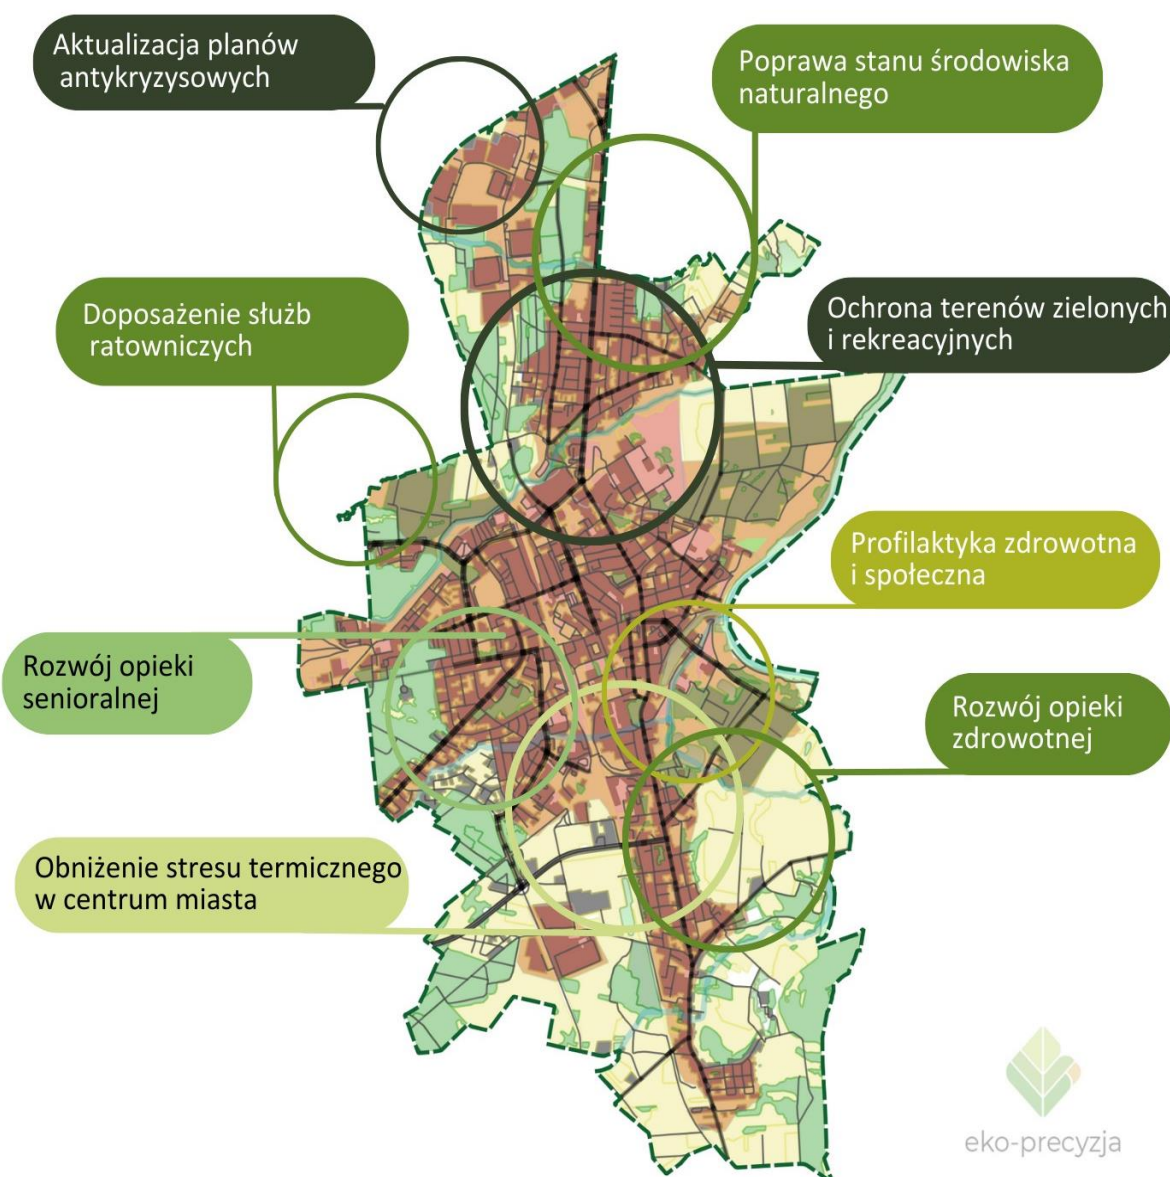 Aktualizacja planów
antykryzysowych
Poprawa stanu środowiska
naturalnego
Doposażenie służb
ratowniczych
Ochrona terenów zielonych
i rekreacyjnych
Profilaktyka zdrowotna
i społeczna
Rozwój opieki
senioralnej
Rozwój opieki
zdrowotnej
Obniżenie stresu termicznego
w centrum miasta
eko-precyzja